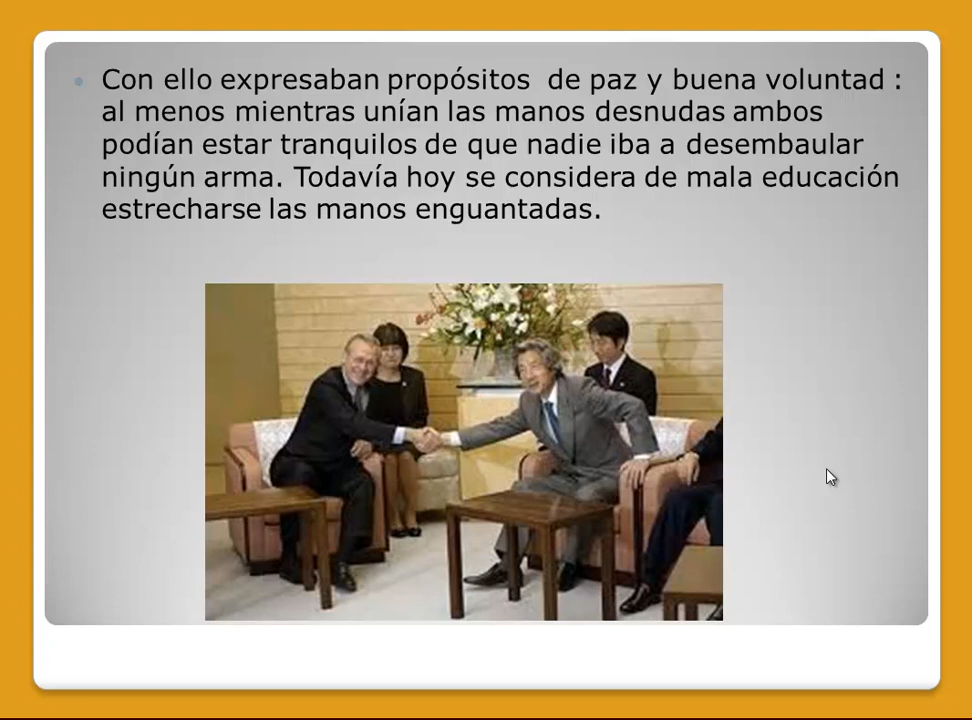 Con ello expresaban propósitos  de paz y buena voluntad :
al menos mientras unían las manos desnudas ambos
podían estar tranquilos de que nadie iba a desembaular
ningún arma. Todavía hoy se considera de mala educación
estrecharse las manos enguantadas.